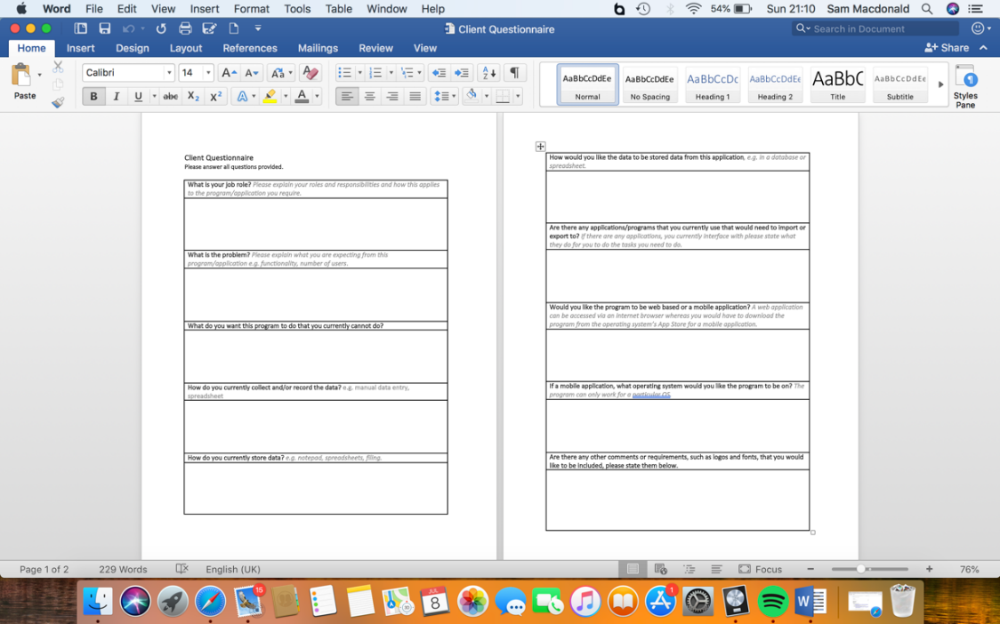 Word File Edit View Insert Format Tools Table Window Help 54% Sun 21:10 Sam Macdonald
Client Questionnaire Search in Document
Home Insert Design Layout References Mailings Review View Share
Paste Calibri 14 A A Aa A AaBbCcDdEe AaBbCcDdEe AaBbCcDc AaBbCcDdEe AaBbC AaBbCcDdEe
B I U abc X₂ X² A A Normal No Spacing Heading 1 Heading 2 Title Subtitle Styles Pane
Client Questionnaire
Please answer all questions provided.
What is your job role? Please explain your roles and responsibilities and how this applies
to the program/application you require.
What is the problem? Please explain what you are expecting from this
program/application e.g. functionality, number of users.
What do you want this program to do that you currently cannot do?
How do you currently collect and/or record the data? e.g. manual data entry,
spreadsheet
How do you currently store data? e.g. notepad, spreadsheets, filing.
How would you like the data to be stored data from this application, e.g. in a database or
spreadsheet.
Are there any applications/programs that you currently use that would need to import or
export to? If there are any applications, you currently interface with please state what
they do for you to do the tasks you need to do.
Would you like the program to be web based or a mobile application? A web application
can be accessed via an Internet browser whereas you would have to download the
program from the operating system's App Store for a mobile application.
If a mobile application, what operating system would you like the program to be on? The
program can only work for a particular OS.
Are there any other comments or requirements, such as logos and fonts, that you would
like to be included, please state them below.
Page 1 of 2 229 Words English (UK) Focus 76%
15 JUL 8 1 W